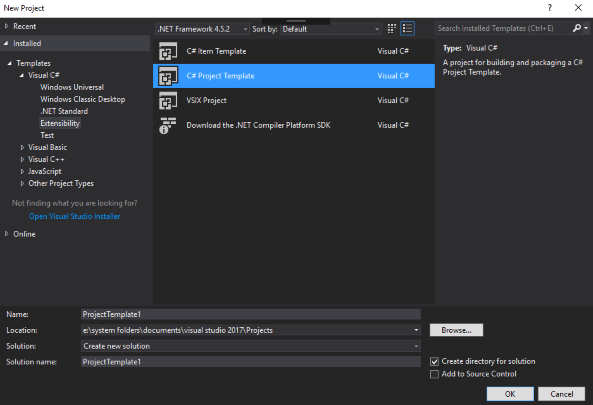 New Project
Recent
Installed
Templates
Visual C#
Windows Universal
Windows Classic Desktop
.NET Standard
Extensibility
Test
Visual Basic
Visual C++
JavaScript
Other Project Types
Not finding what you are looking for?
Open Visual Studio Installer
Online
.NET Framework 4.5.2 Sort by: Default
C# Item Template Visual C#
C# Project Template Visual C#
VSIX Project Visual C#
Download the .NET Compiler Platform SDK Visual C#
Search Installed Templates (Ctrl+E)
Type: Visual C#
A project for building and packaging a C#
Project Template.
Name: ProjectTemplate1
Location: e:\system folders\documents\visual studio 2017\Projects Browse...
Solution: Create new solution
Solution name: ProjectTemplate1
Create directory for solution
Add to Source Control
OK Cancel